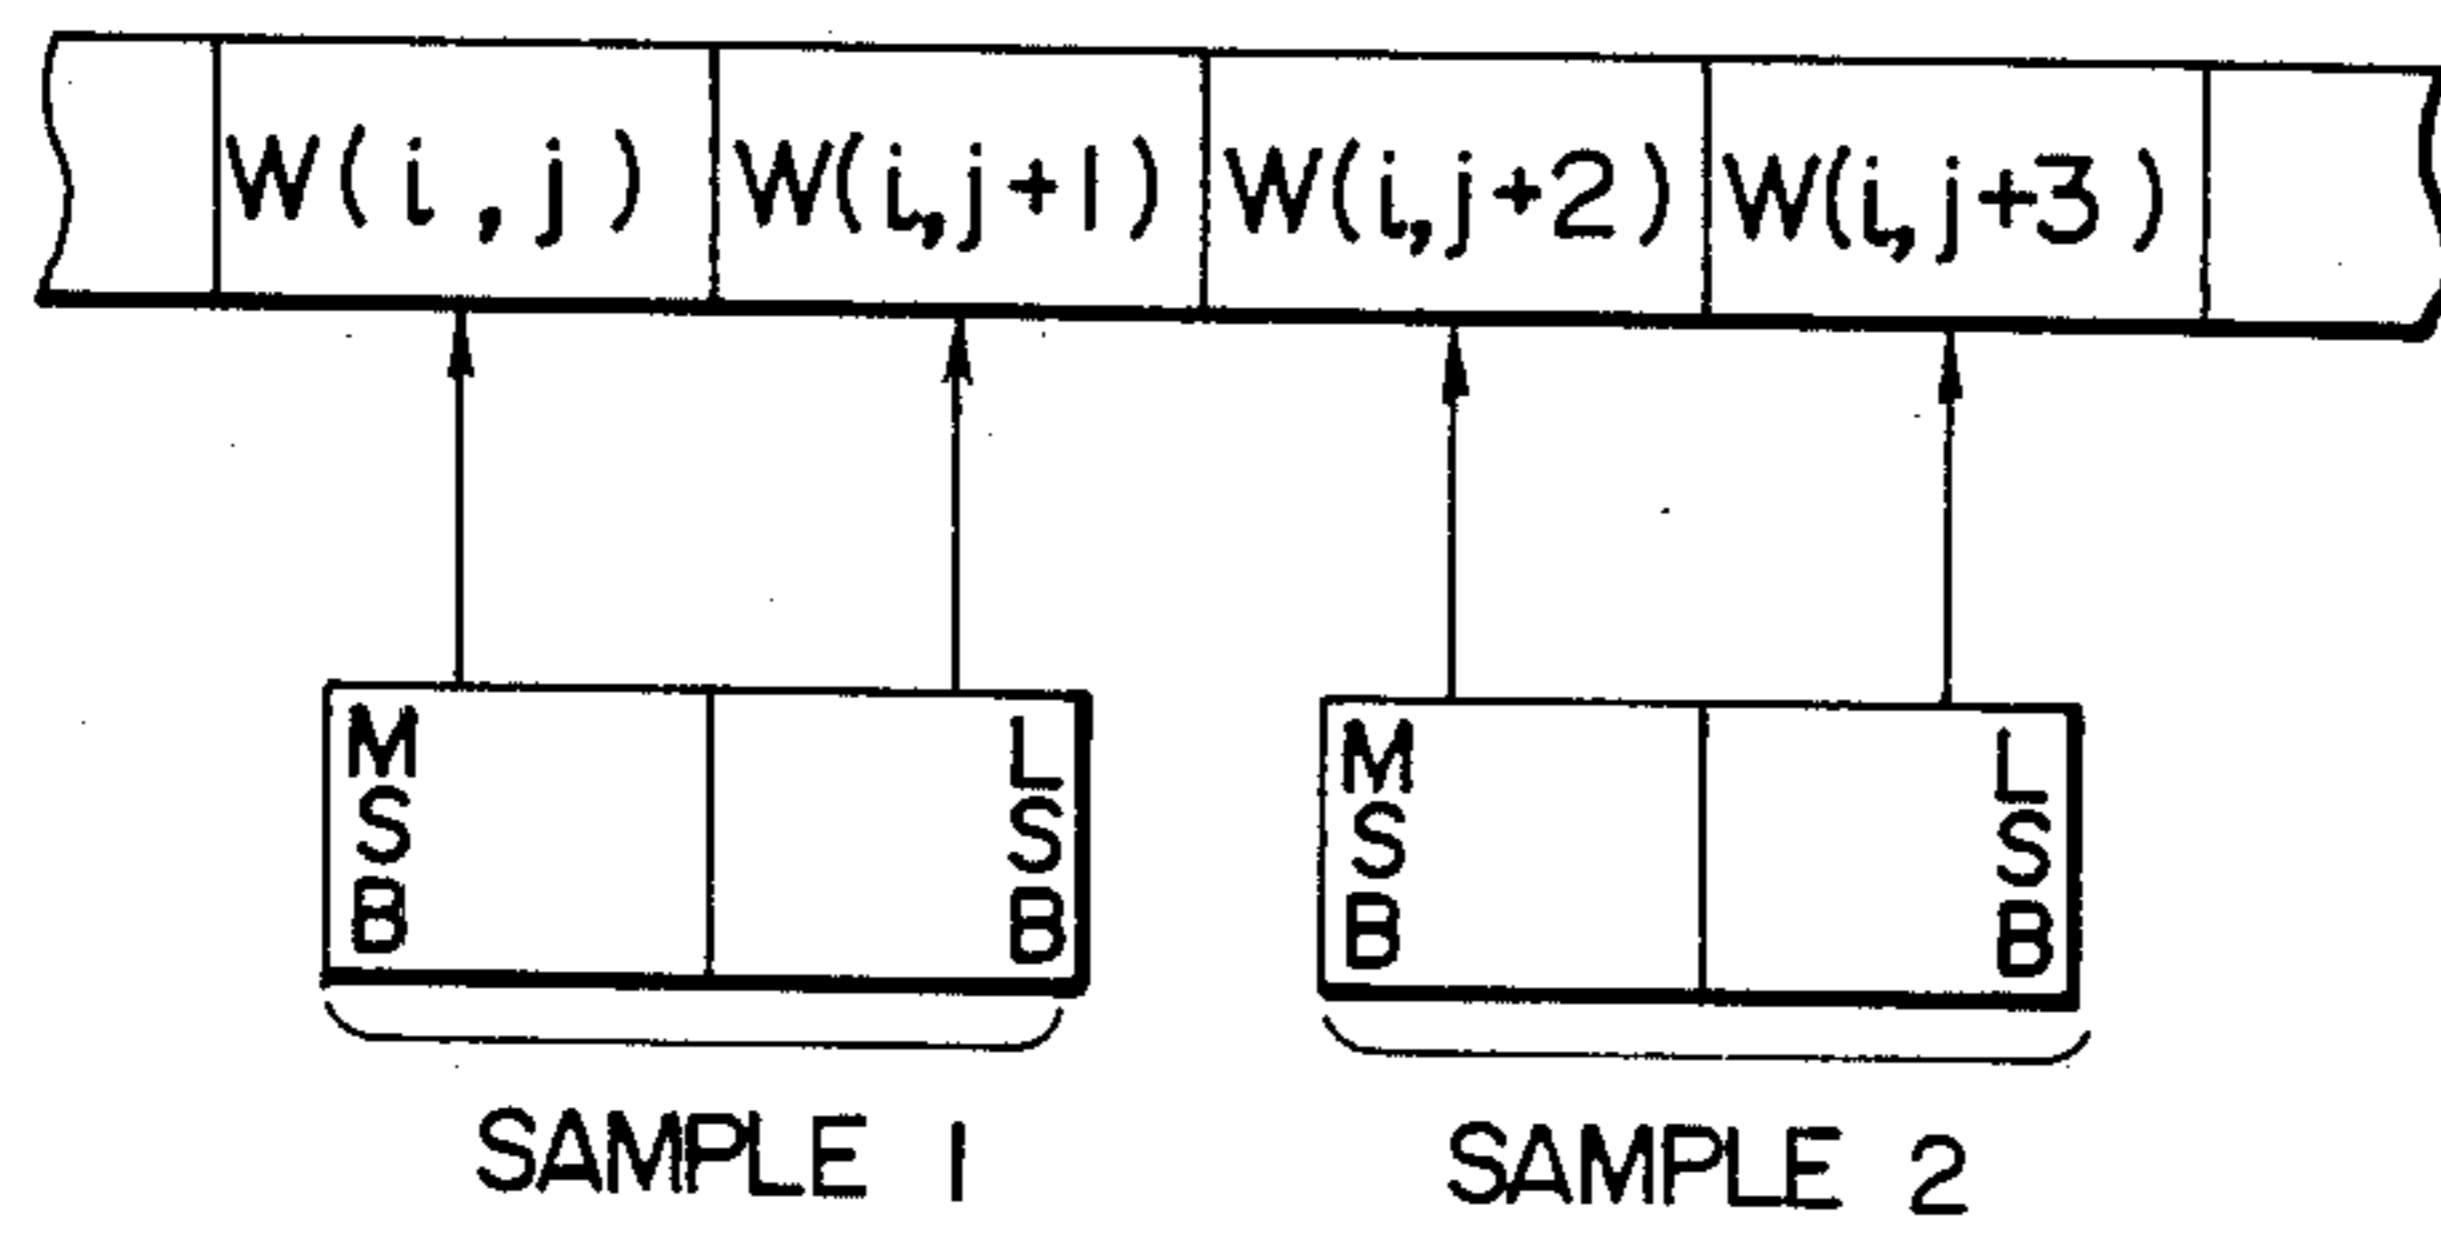 W(i,j) W(i,j+1) W(i,j+2) W(i,j+3)
MSB LSB MSB LSB
SAMPLE 1 SAMPLE 2